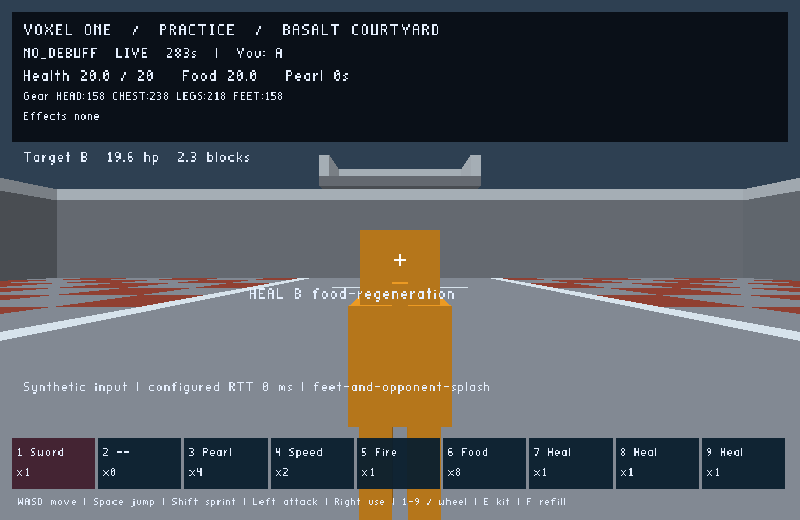 VOXEL ONE / PRACTICE / BASALT COURTYARD
NO_DEBUFF LIVE 283s | You: A
Health 20.0 / 20 Food 20.0 Pearl 0s
Gear HEAD:158 CHEST:238 LEGS:218 FEET:158
Effects none
Target B 19.6 hp 2.3 blocks
HEAL B food-regeneration
Synthetic input | configured RTT 0 ms | feet-and-opponent-splash
1 Sword x1
2 -- x0
3 Pearl x4
4 Speed x2
5 Fire x1
6 Food x8
7 Heal x1
8 Heal x1
9 Heal x1
WASD move | Space jump | Shift sprint | Left attack | Right use | 1-9 / wheel | E kit | F refill